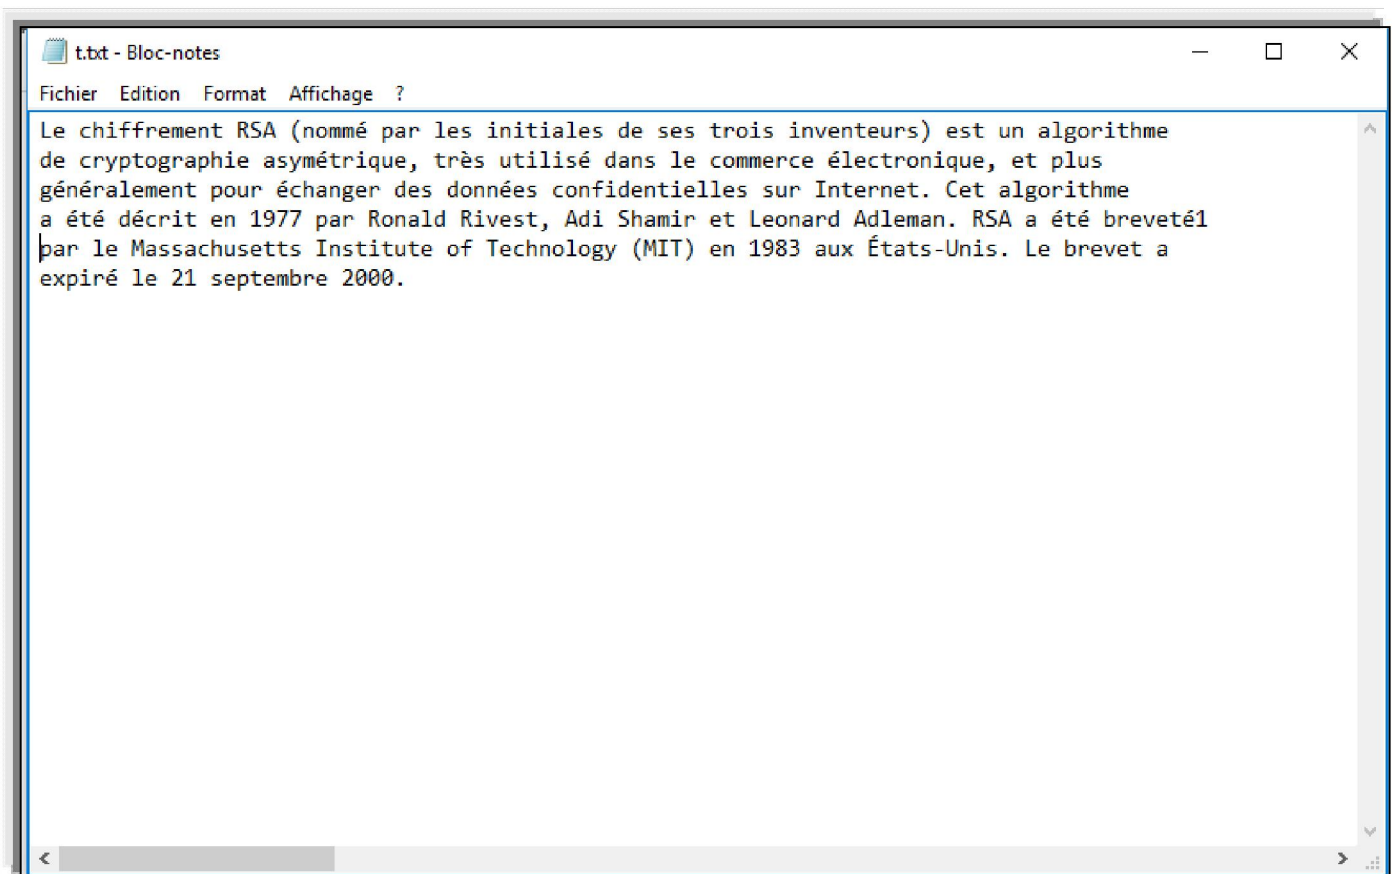 t.txt - Bloc-notes
Fichier Edition Format Affichage ?
Le chiffrement RSA (nommé par les initiales de ses trois inventeurs) est un algorithme
de cryptographie asymétrique, très utilisé dans le commerce électronique, et plus
généralement pour échanger des données confidentielles sur Internet. Cet algorithme
a été décrit en 1977 par Ronald Rivest, Adi Shamir et Leonard Adleman. RSA a été breveté1
par le Massachusetts Institute of Technology (MIT) en 1983 aux États-Unis. Le brevet a
expiré le 21 septembre 2000.